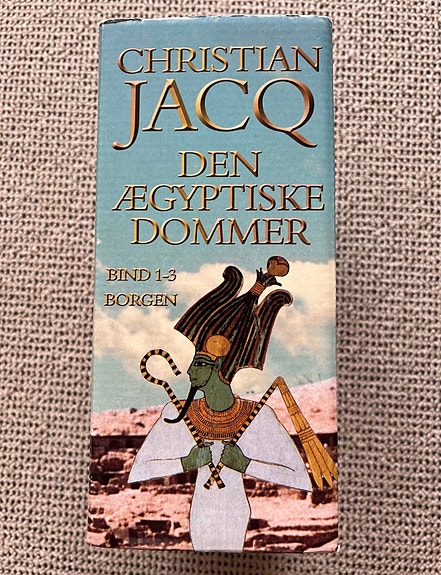 CHRISTIAN
JACQ
DEN
ÆGYPTISKE
DOMMER
BIND 1-3
BORGEN